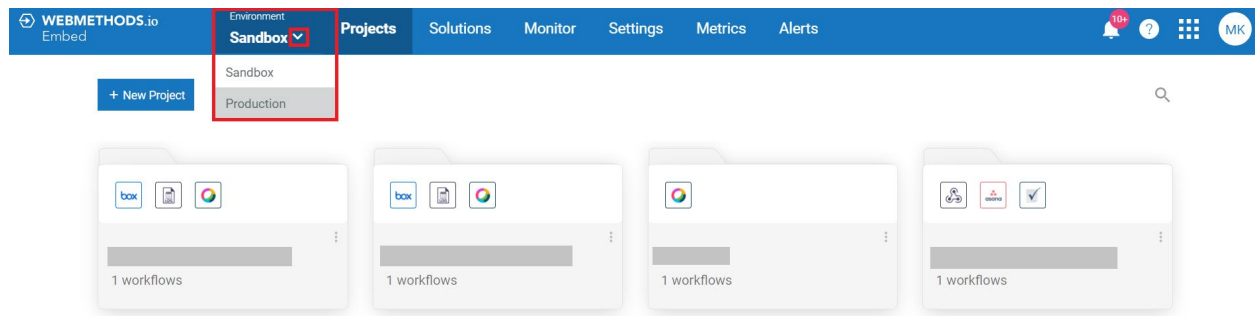 WEBMETHODS.io
Embed
Environment
Sandbox
Projects
Solutions
Monitor
Settings
Metrics
Alerts
10+
?
MK
Sandbox
Production
+ New Project
box
box
asana
1 workflows
1 workflows
1 workflows
1 workflows